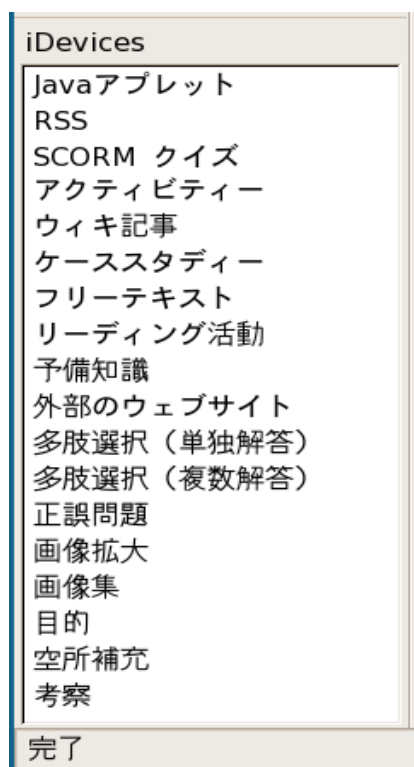 iDevices
Javaアプレット
RSS
SCORM クイズ
アクティビティー
ウィキ記事
ケーススタディー
フリーテキスト
リーディング活動
予備知識
外部のウェブサイト
多肢選択（単独解答）
多肢選択（複数解答）
正誤問題
画像拡大
画像集
目的
空所補充
考察
完了